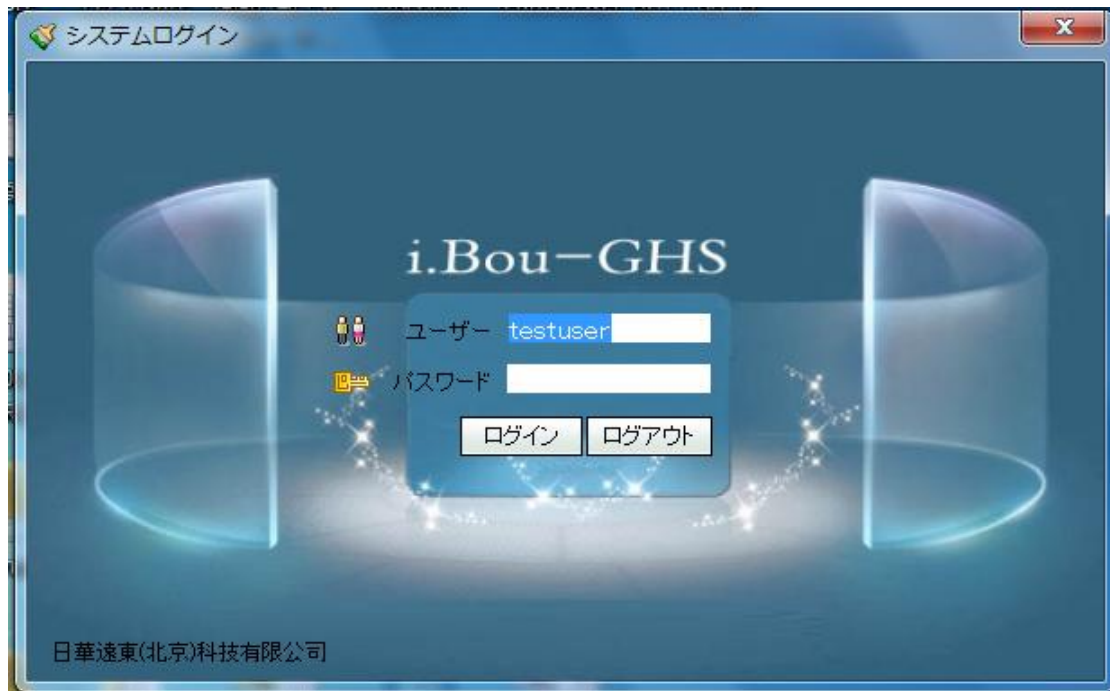 システムログイン
i.Bou-GHS
ユーザー testuser
パスワード
ログイン ログアウト
日華遠東(北京)科技有限公司